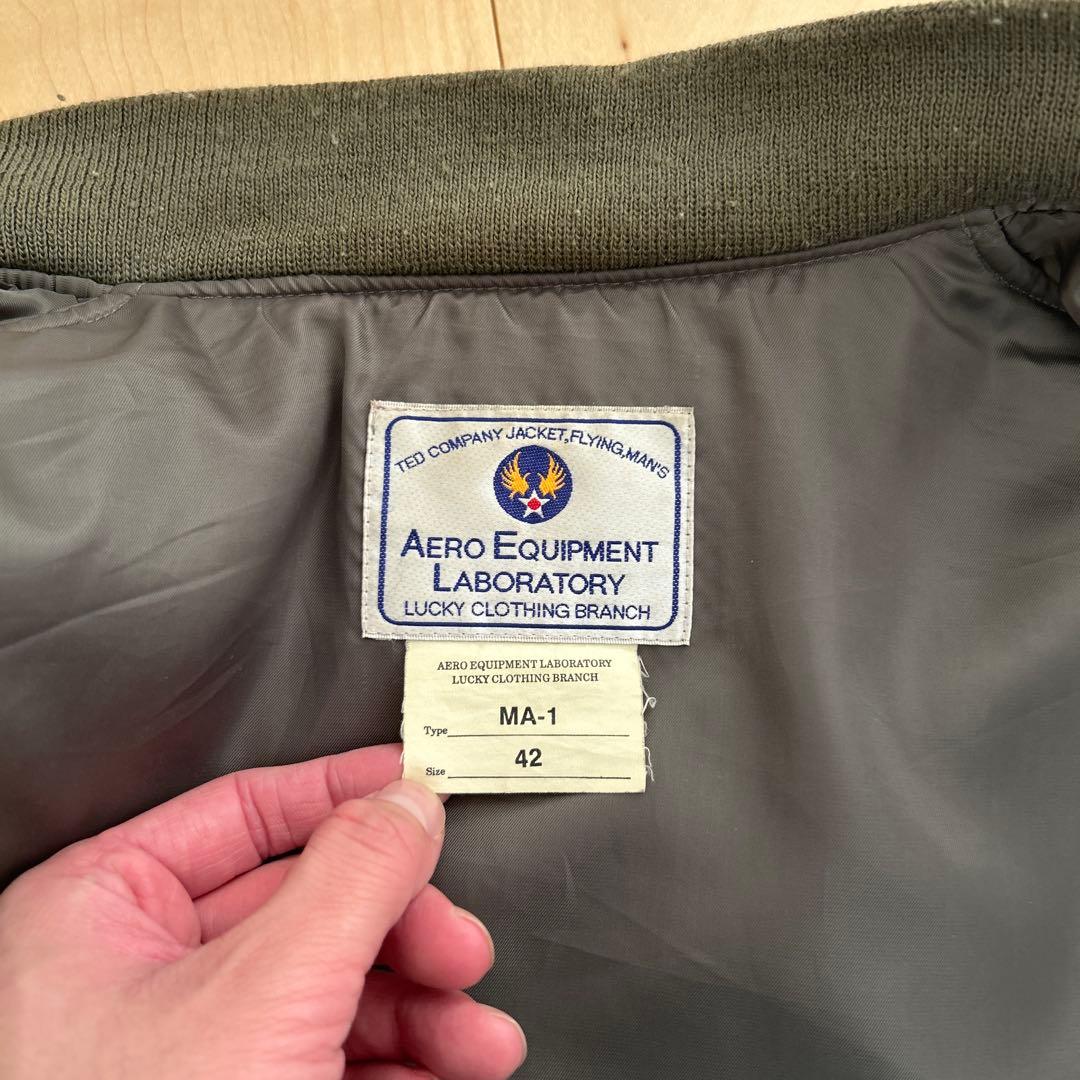 TED COMPANY JACKET,FLYING,MAN'S
AERO EQUIPMENT
LABORATORY
LUCKY CLOTHING BRANCH
AERO EQUIPMENT LABORATORY
LUCKY CLOTHING BRANCH
Type MA-1
Size 42